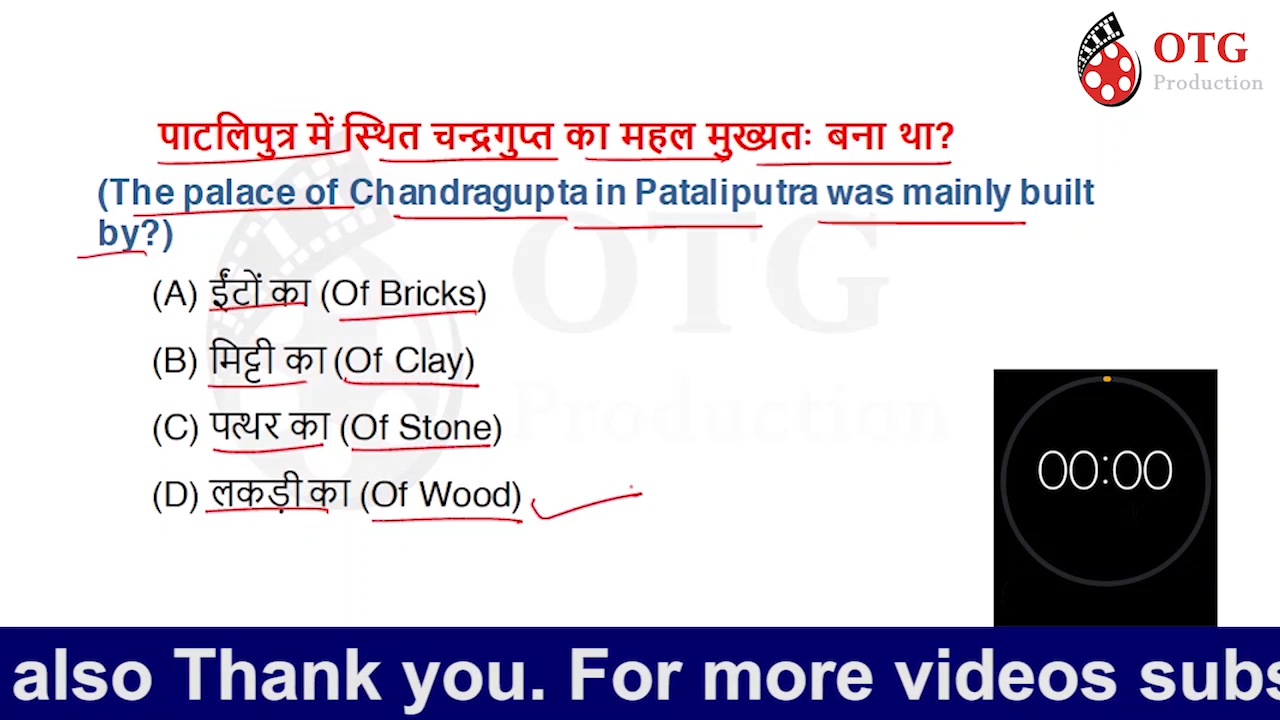 OTG
Production
पाटलिपुत्र में स्थित चन्द्रगुप्त का महल मुख्यतः बना था?
(The palace of Chandragupta in Pataliputra was mainly built
by?)
(A) ईंटों का (Of Bricks)
(B) मिट्टी का (Of Clay)
(C) पत्थर का (Of Stone)
(D) लकड़ी का (Of Wood)
OTG
Production
00:00
also Thank you. For more videos subs